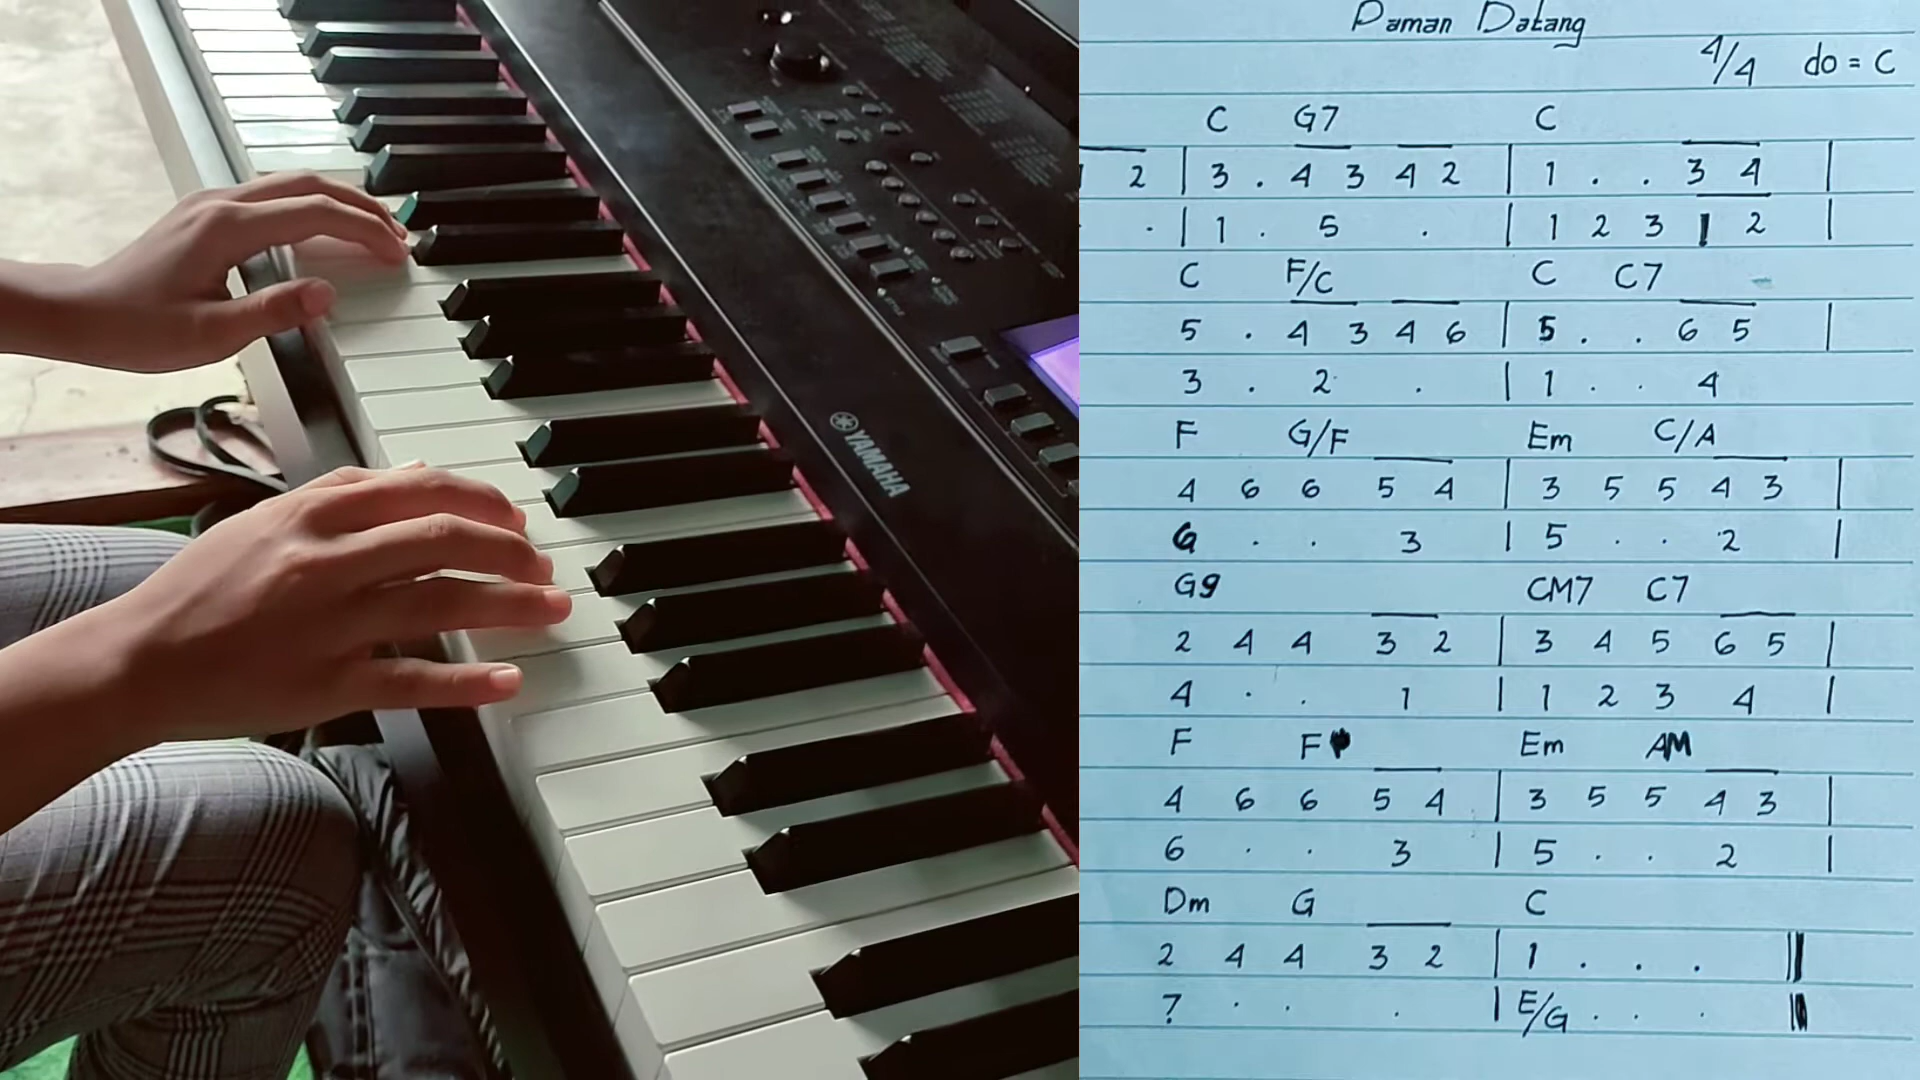 YAMAHA
Paman Datang
4/4 do = C
C G7 C
2 | 3 . 4 3 4 2 | 1 . . 3 4 |
. | 1 . 5 . | 1 2 3 1 2 |
C F/C C C7
5 . 4 3 4 6 | 5 . . 6 5 |
3 . 2 . | 1 . . 4
F G/F Em C/A
4 6 6 5 4 | 3 5 5 4 3 |
6 . . 3 | 5 . . 2 |
G9 CM7 C7
2 4 4 3 2 | 3 4 5 6 5 |
4 . . 1 | 1 2 3 4 |
F F Em AM
4 6 6 5 4 | 3 5 5 4 3 |
6 . . 3 | 5 . . 2 |
Dm G C
2 4 4 3 2 | 1 . . . ||
? . . . | E/G . . . ||